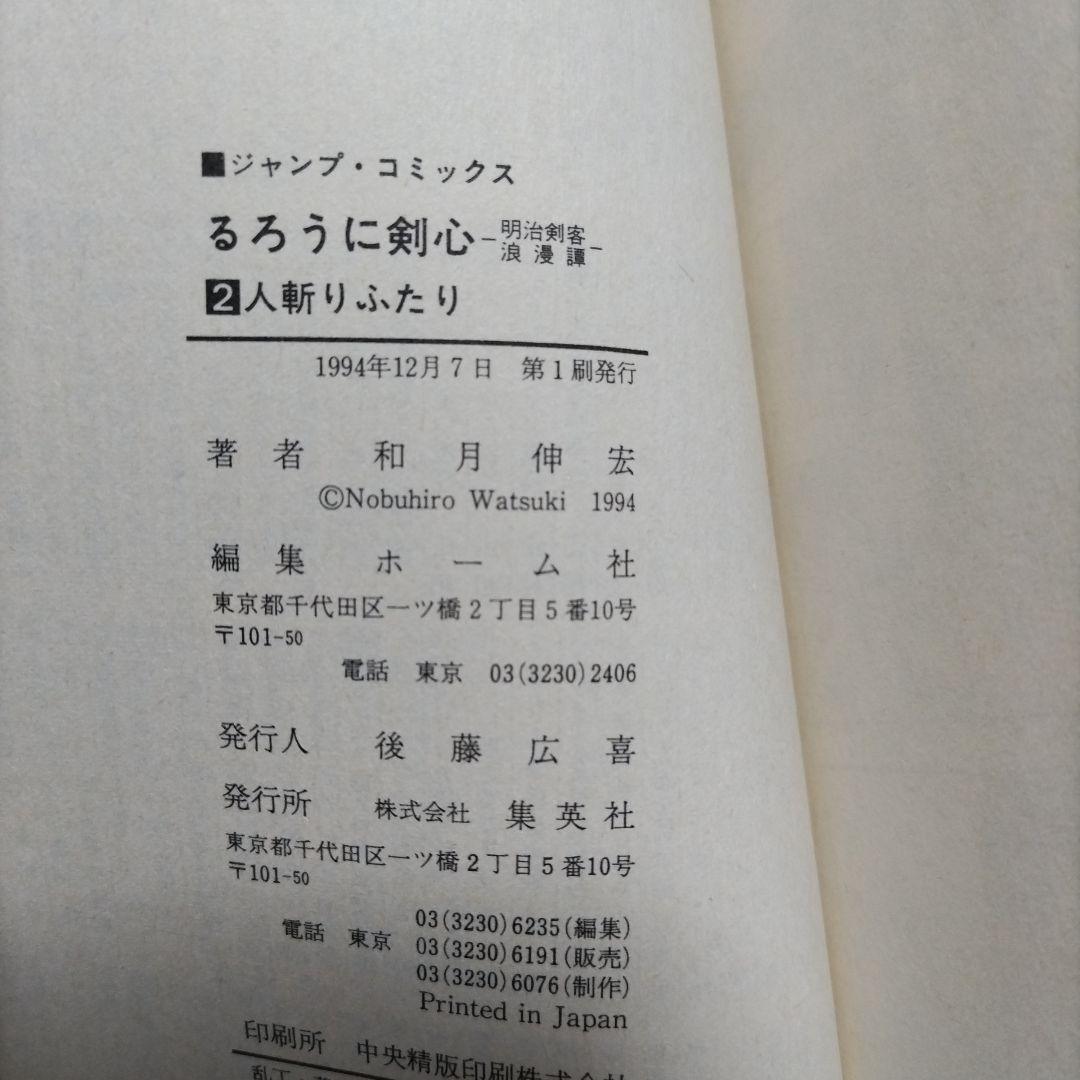 ■ジャンプ・コミックス
るろうに剣心-明治剣客浪漫譚-
2人斬りふたり
1994年12月7日 第1刷発行
著者 和月伸宏
©Nobuhiro Watsuki 1994
編集 ホーム社
東京都千代田区一ツ橋2丁目5番10号
〒101-50
電話 東京 03(3230)2406
発行人 後藤広喜
発行所 株式会社 集英社
東京都千代田区一ツ橋2丁目5番10号
〒101-50
電話 東京 03(3230)6235(編集)
03(3230)6191(販売)
03(3230)6076(制作)
Printed in Japan
印刷所 中央精版印刷株式会社
乱丁